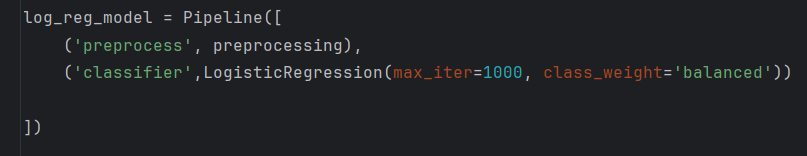 log_reg_model = Pipeline([
    ('preprocess', preprocessing),
    ('classifier',LogisticRegression(max_iter=1000, class_weight='balanced'))
])